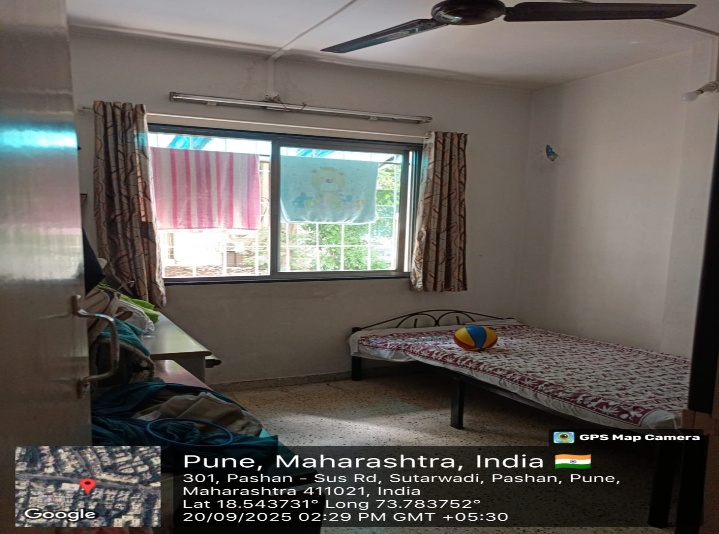 GPS Map Camera
Pune, Maharashtra, India 🇮🇳
301, Pashan - Sus Rd, Sutarwadi, Pashan, Pune,
Maharashtra 411021, India
Lat 18.543731° Long 73.783752°
20/09/2025 02:29 PM GMT +05:30
Google